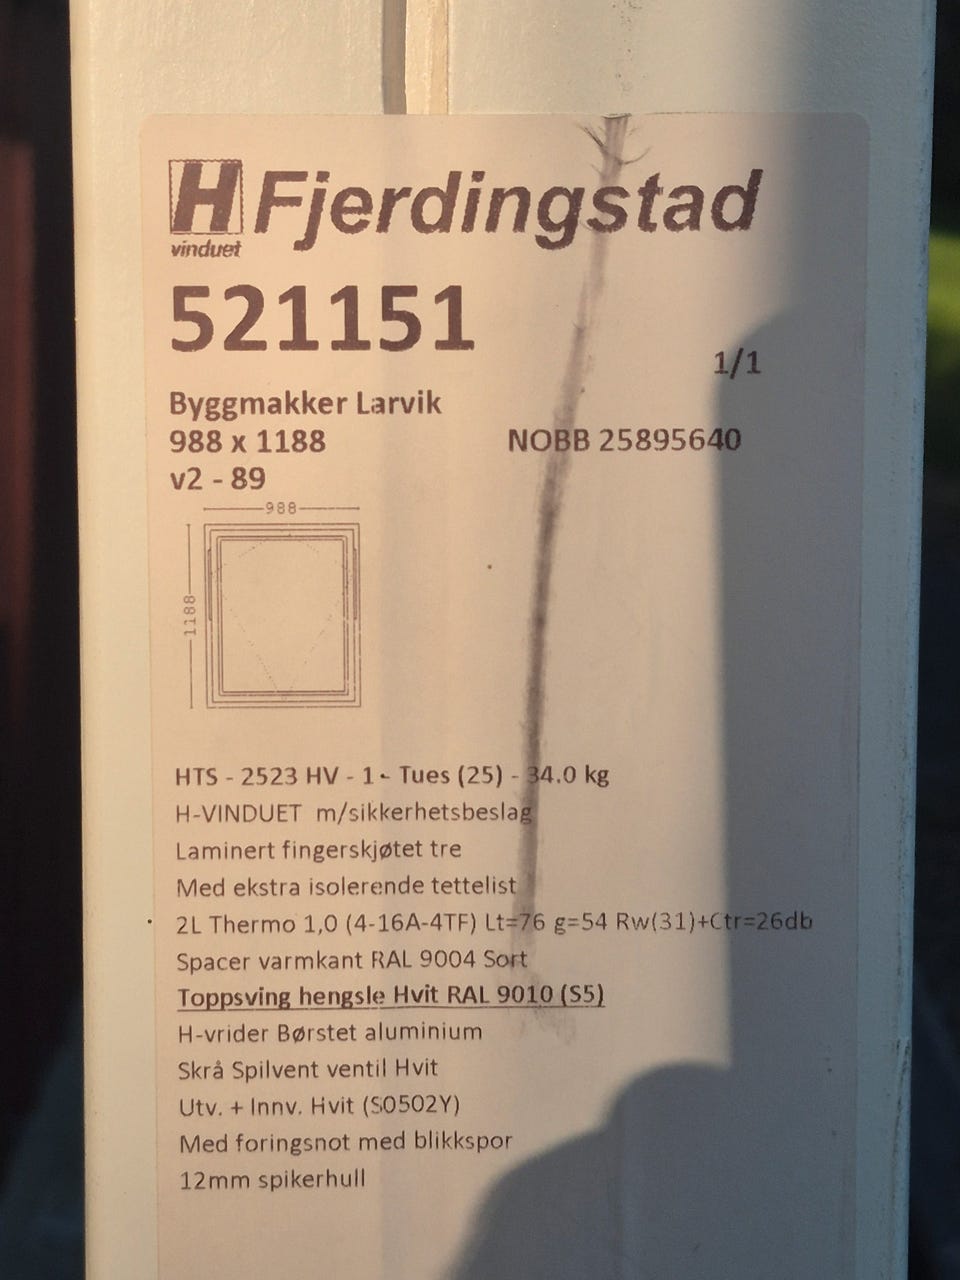 H Fjerdingstad
vinduet
521151
1/1
Byggmakker Larvik
988 x 1188
NOBB 25895640
v2 - 89
988
1188
HTS - 2523 HV - 1 - Tues (25) - 34.0 kg
H-VINDUET m/sikkerhetsbeslag
Laminert fingerskjøtet tre
Med ekstra isolerende tettelist
2L Thermo 1,0 (4-16A-4TF) Lt=76 g=54 Rw(31)+Ctr=26db
Spacer varmkant RAL 9004 Sort
Toppsving hengsle Hvit RAL 9010 (S5)
H-vrider Børstet aluminium
Skrå Spilvent ventil Hvit
Utv. + Innv. Hvit (S0502Y)
Med foringsnot med blikkspor
12mm spikerhull